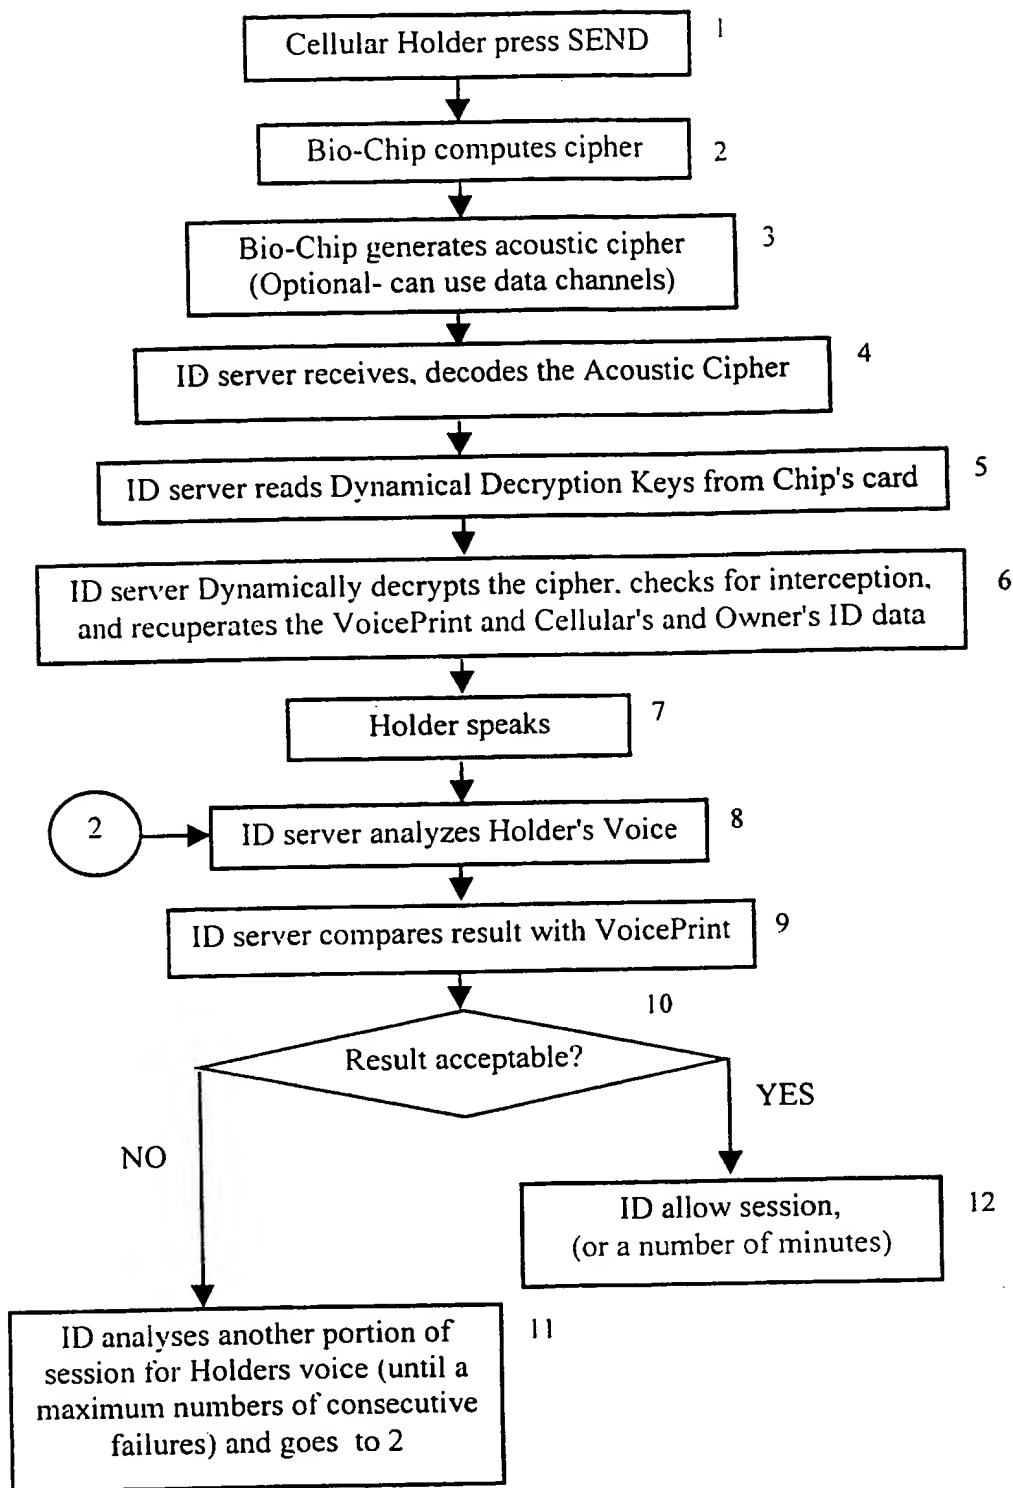 Cellular Holder press SEND
1
Bio-Chip computes cipher
2
Bio-Chip generates acoustic cipher
(Optional- can use data channels)
3
ID server receives, decodes the Acoustic Cipher
4
ID server reads Dynamical Decryption Keys from Chip's card
5
ID server Dynamically decrypts the cipher, checks for interception,
and recuperates the VoicePrint and Cellular's and Owner's ID data
6
Holder speaks
7
2
ID server analyzes Holder's Voice
8
ID server compares result with VoicePrint
9
10
Result acceptable?
YES
NO
ID allow session,
(or a number of minutes)
12
ID analyses another portion of
session for Holders voice (until a
maximum numbers of consecutive
failures) and goes to 2
11